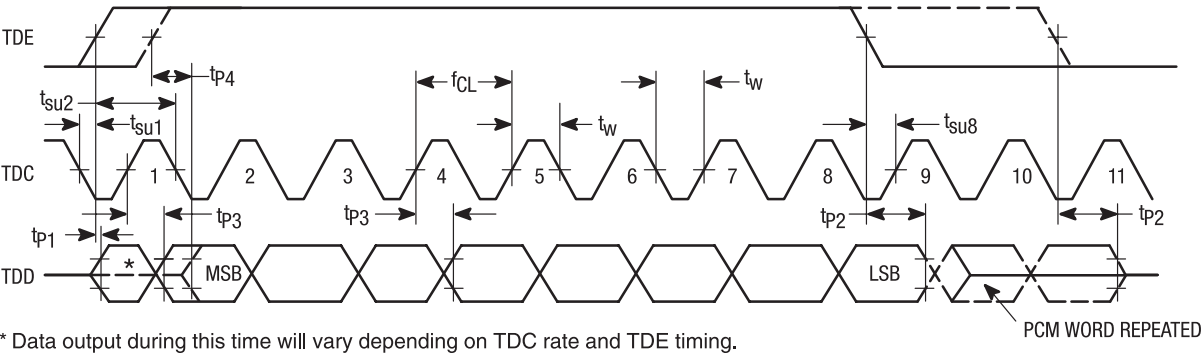 TDE
tP4
fCL
tw
tsu2
tsu1
tw
tsu8
TDC
1 2 3 4 5 6 7 8 9 10 11
tP3
tP3
tP2
tP2
tP1
TDD
*
MSB
LSB
PCM WORD REPEATED
* Data output during this time will vary depending on TDC rate and TDE timing.